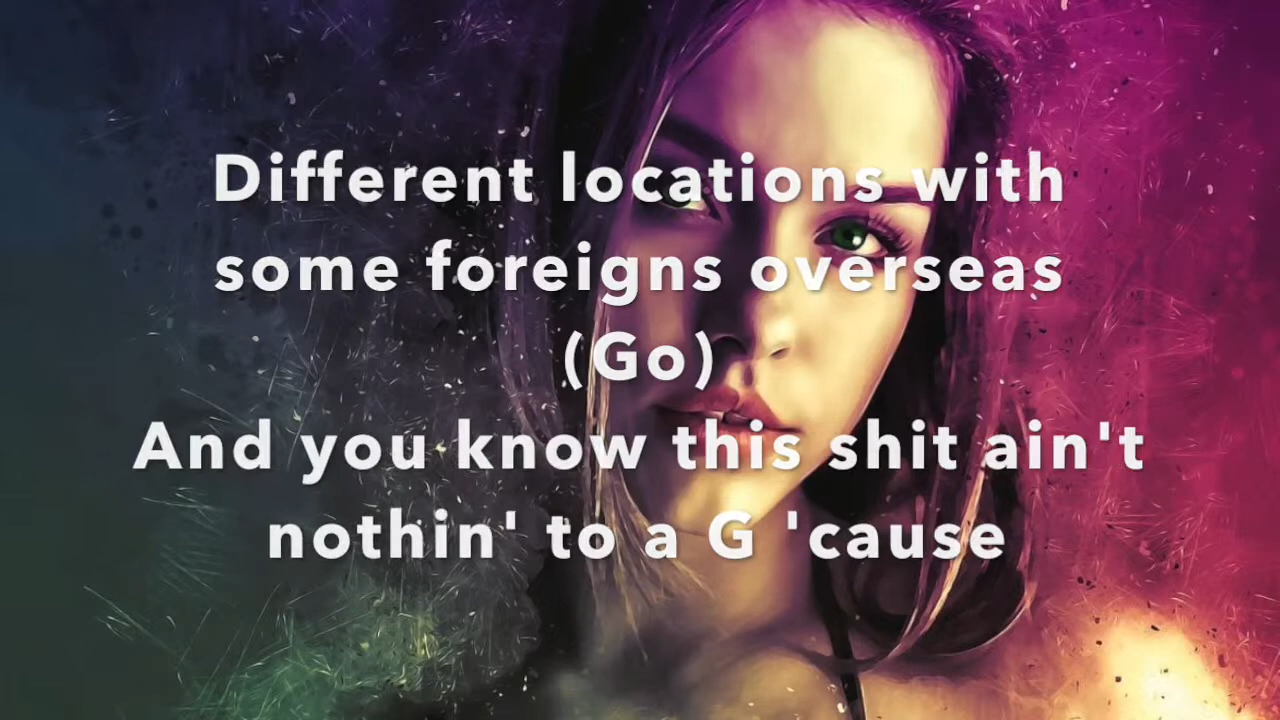 Different locations with
some foreigns overseas
(Go)
And you know this shit ain't
nothin' to a G 'cause